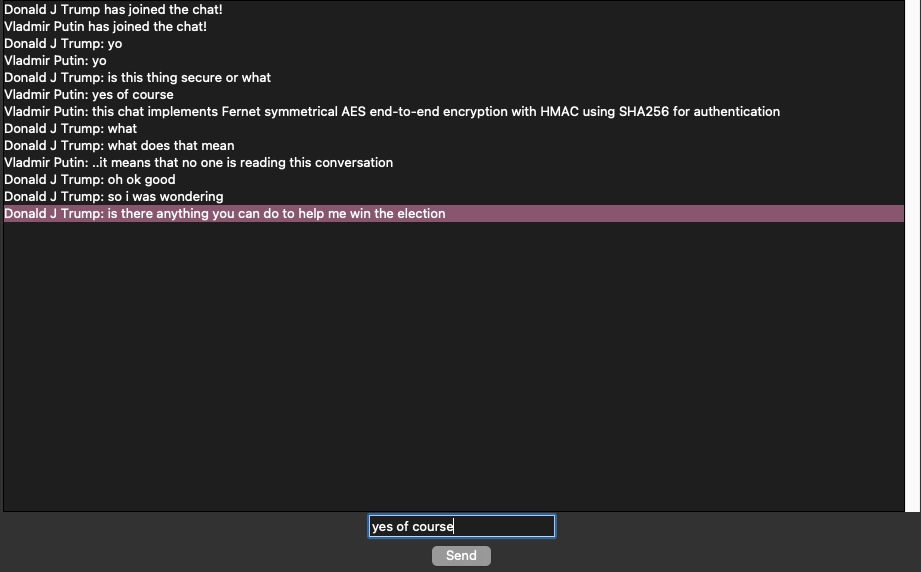 Donald J Trump has joined the chat!
Vladmir Putin has joined the chat!
Donald J Trump: yo
Vladmir Putin: yo
Donald J Trump: is this thing secure or what
Vladmir Putin: yes of course
Vladmir Putin: this chat implements Fernet symmetrical AES end-to-end encryption with HMAC using SHA256 for authentication
Donald J Trump: what
Donald J Trump: what does that mean
Vladmir Putin: ..it means that no one is reading this conversation
Donald J Trump: oh ok good
Donald J Trump: so i was wondering
Donald J Trump: is there anything you can do to help me win the election
yes of course
Send